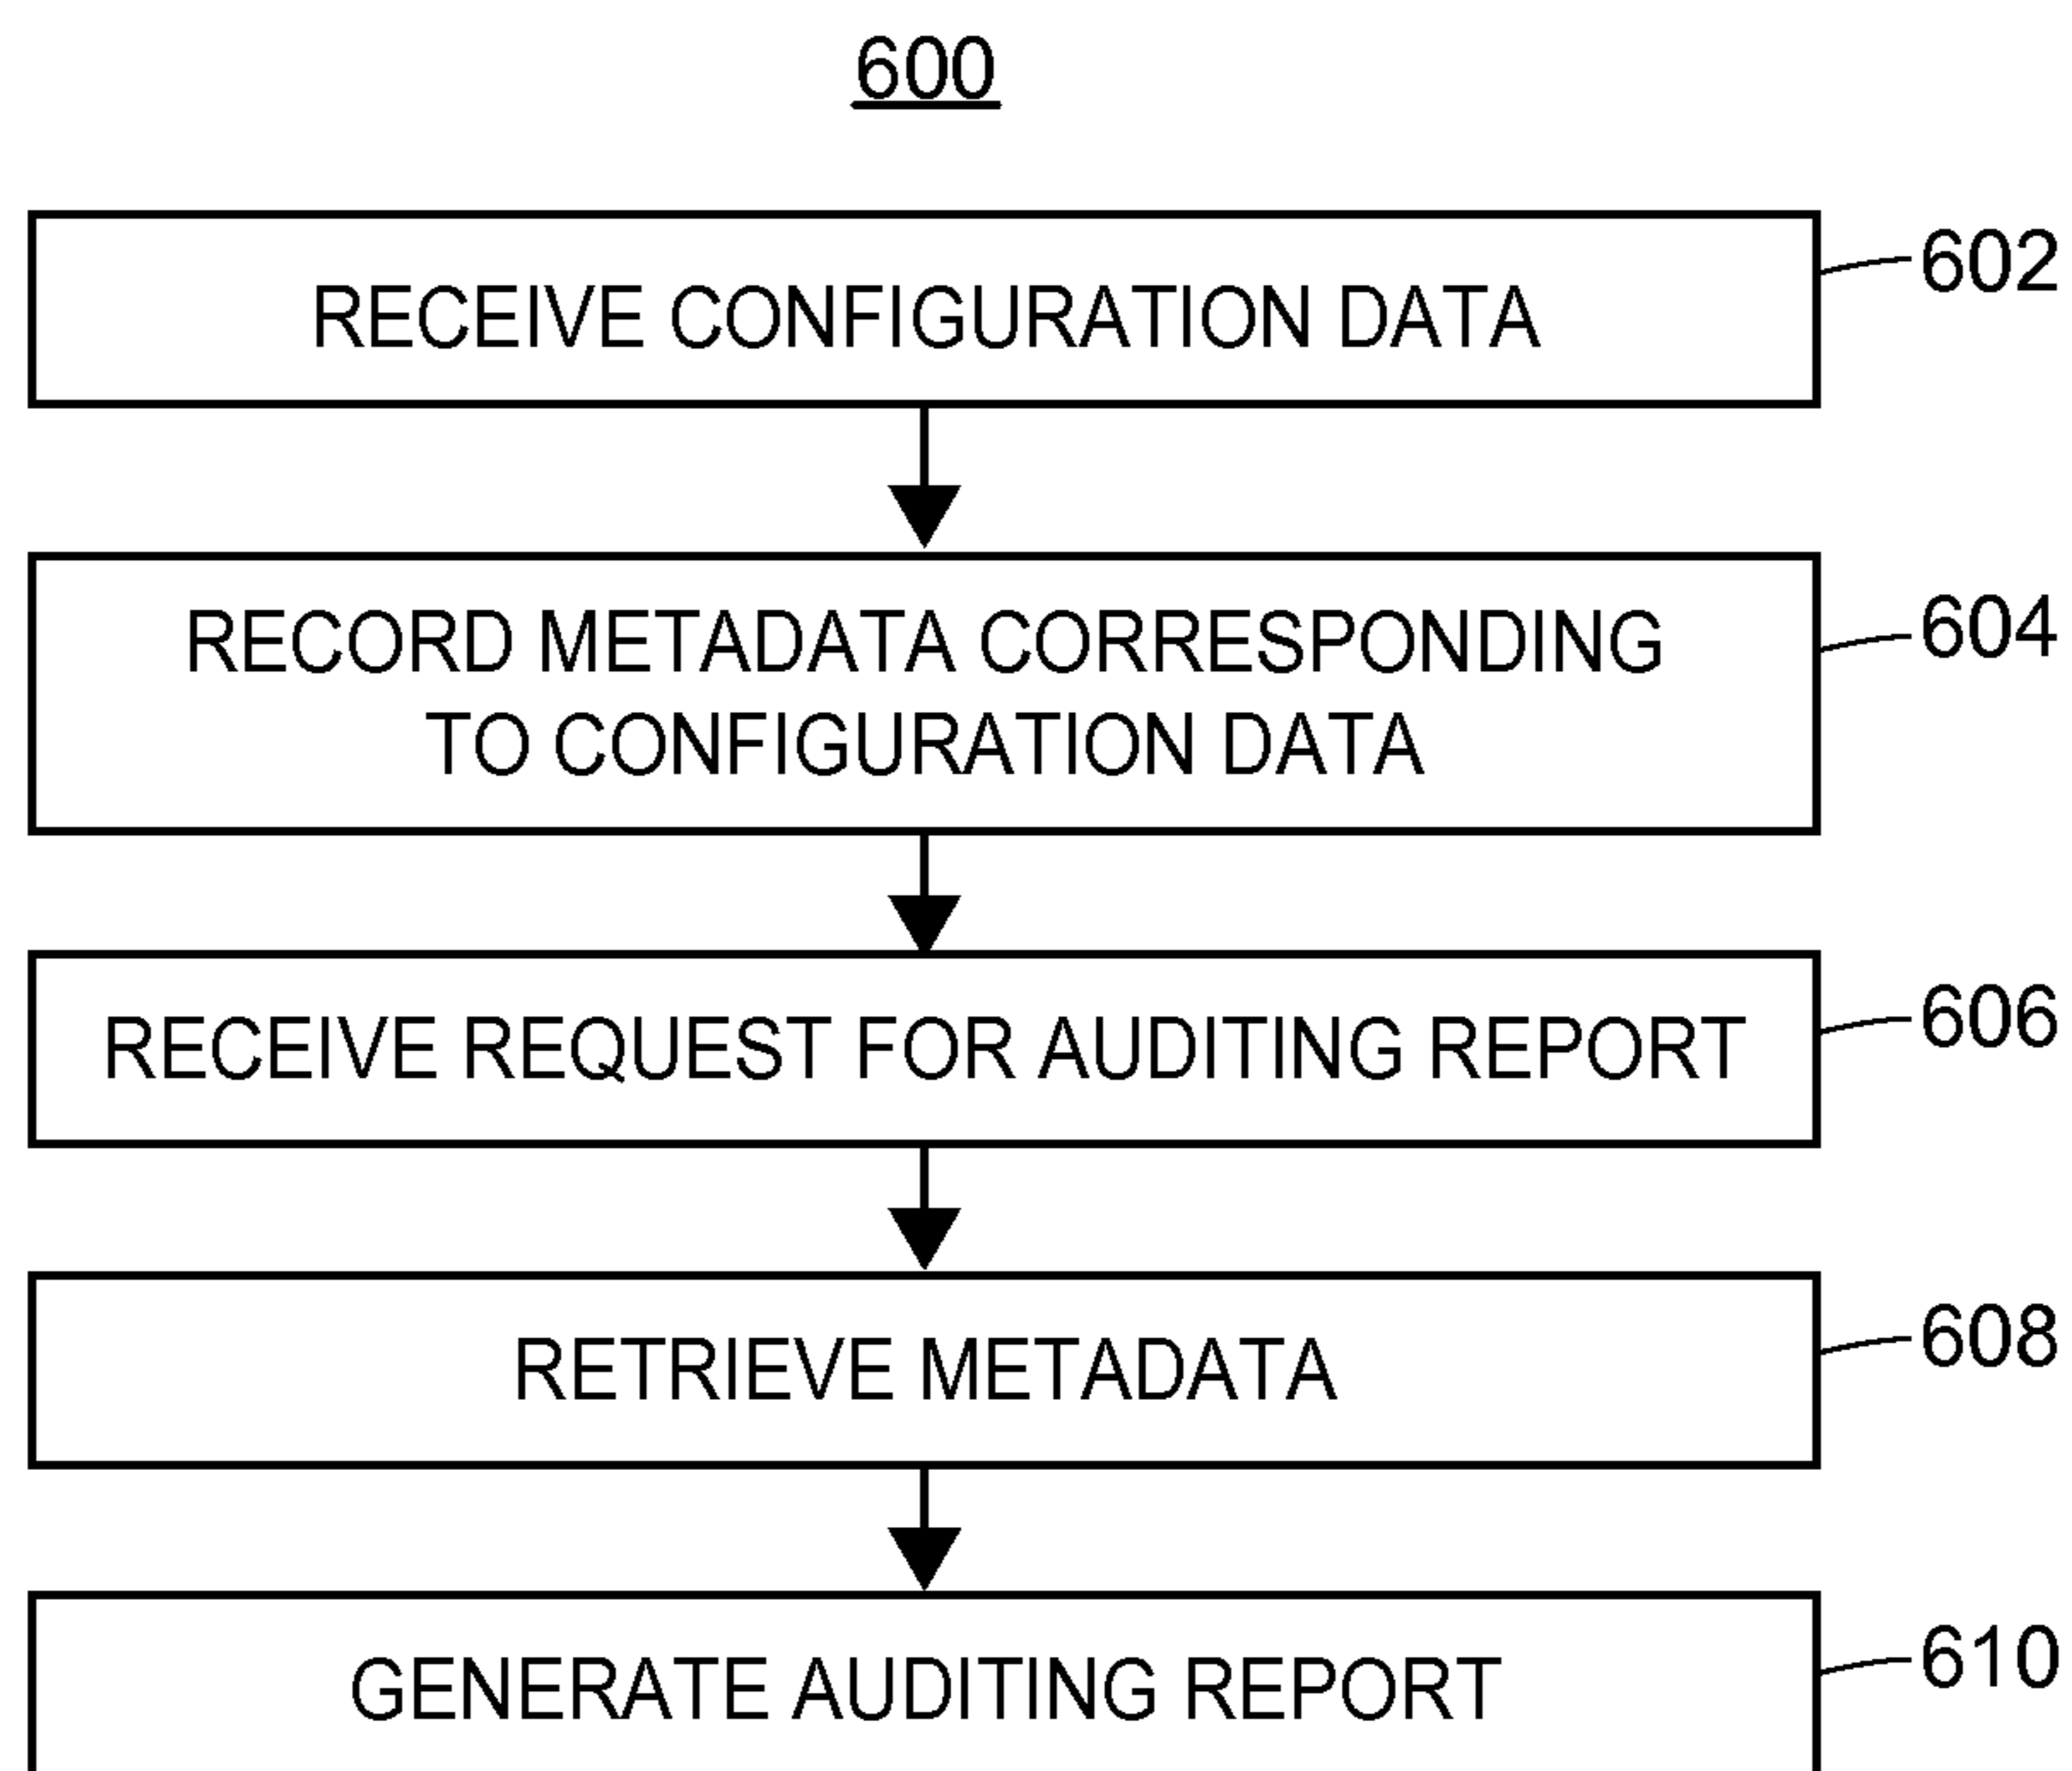 600
RECEIVE CONFIGURATION DATA
602
RECORD METADATA CORRESPONDING
TO CONFIGURATION DATA
604
RECEIVE REQUEST FOR AUDITING REPORT
606
RETRIEVE METADATA
608
GENERATE AUDITING REPORT
610